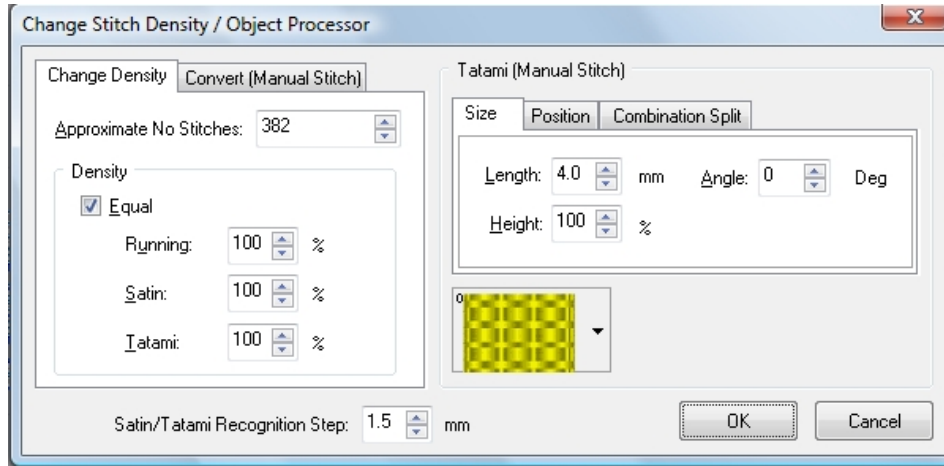 Change Stitch Density / Object Processor
Change Density
Convert (Manual Stitch)
Approximate No Stitches: 382
Density
Equal
Running: 100 %
Satin: 100 %
Tatami: 100 %
Tatami (Manual Stitch)
Size
Position
Combination Split
Length: 4.0 mm
Angle: 0 Deg
Height: 100 %
0
Satin/Tatami Recognition Step: 1.5 mm
OK
Cancel